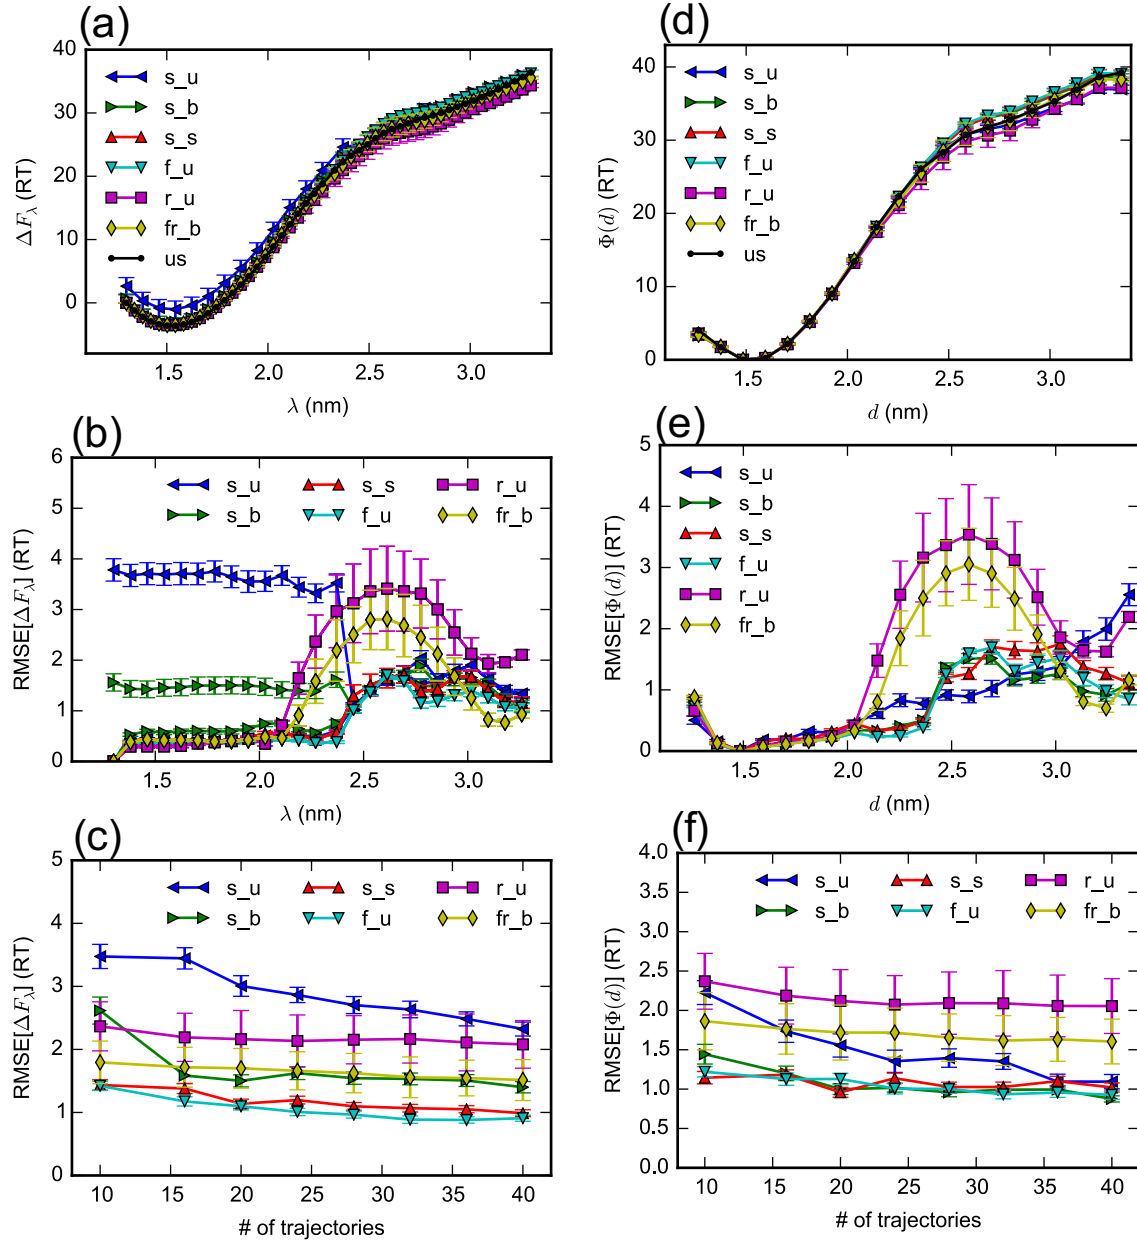 (a)
40
30
20
10
0
ΔF_λ (RT)
s_u
s_b
s_s
f_u
r_u
fr_b
us
1.5 2.0 2.5 3.0
λ (nm)
(d)
40
30
20
10
0
Φ(d) (RT)
s_u
s_b
s_s
f_u
r_u
fr_b
us
1.5 2.0 2.5 3.0
d (nm)
(b)
6
5
4
3
2
1
0
RMSE[ΔF_λ] (RT)
s_u s_s r_u
s_b f_u fr_b
1.5 2.0 2.5 3.0
λ (nm)
(e)
5
4
3
2
1
0
RMSE[Φ(d)] (RT)
s_u
s_b
s_s
f_u
r_u
fr_b
1.5 2.0 2.5 3.0
d (nm)
(c)
5
4
3
2
1
0
RMSE[ΔF_λ] (RT)
s_u s_s r_u
s_b f_u fr_b
10 15 20 25 30 35 40
# of trajectories
(f)
4.0
3.5
3.0
2.5
2.0
1.5
1.0
0.5
0.0
RMSE[Φ(d)] (RT)
s_u s_s r_u
s_b f_u fr_b
10 15 20 25 30 35 40
# of trajectories